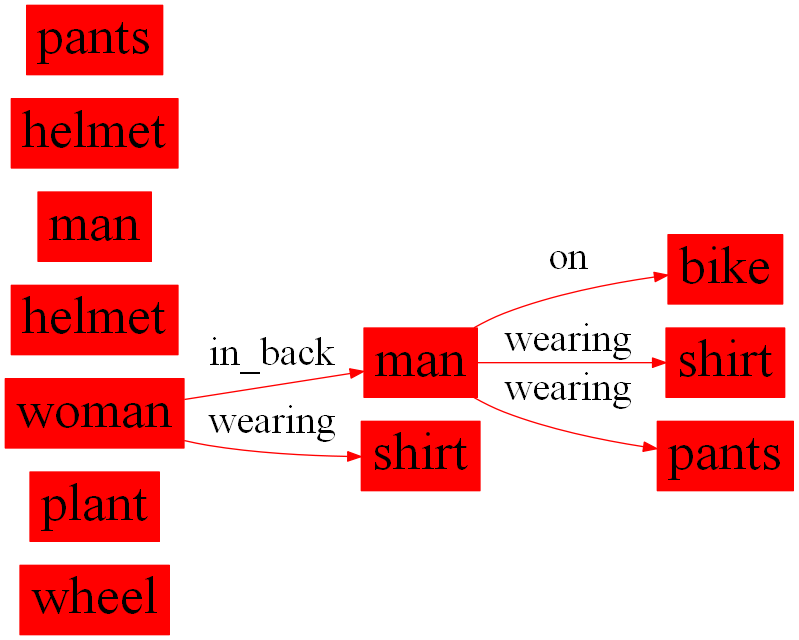 pants
helmet
man
helmet
woman
plant
wheel
in_back
wearing
man
shirt
on
wearing
wearing
bike
shirt
pants